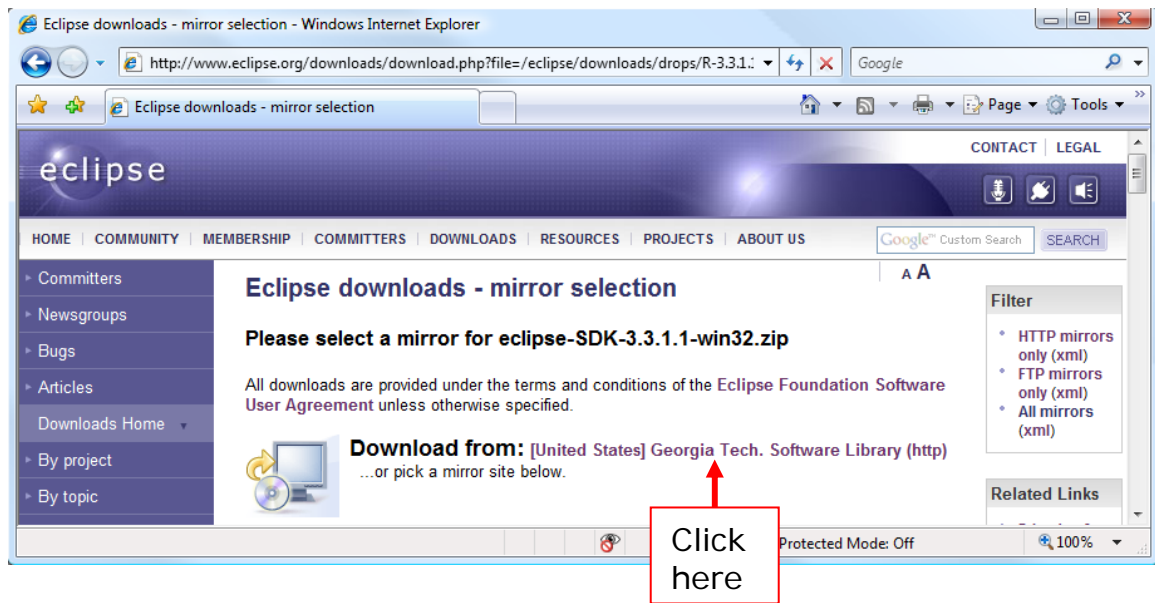 Eclipse downloads - mirror selection - Windows Internet Explorer
http://www.eclipse.org/downloads/download.php?file=/eclipse/downloads/drops/R-3.3.1.:
Google
Eclipse downloads - mirror selection
Page
Tools
CONTACT | LEGAL
eclipse
HOME | COMMUNITY | MEMBERSHIP | COMMITTERS | DOWNLOADS | RESOURCES | PROJECTS | ABOUT US
Google™ Custom Search
SEARCH
Committers
Newsgroups
Bugs
Articles
Downloads Home
By project
By topic
A A
Eclipse downloads - mirror selection
Please select a mirror for eclipse-SDK-3.3.1.1-win32.zip
All downloads are provided under the terms and conditions of the Eclipse Foundation Software
User Agreement unless otherwise specified.
Download from: [United States] Georgia Tech. Software Library (http)
...or pick a mirror site below.
Filter
HTTP mirrors
only (xml)
FTP mirrors
only (xml)
All mirrors
(xml)
Related Links
Click
here
Protected Mode: Off
100%